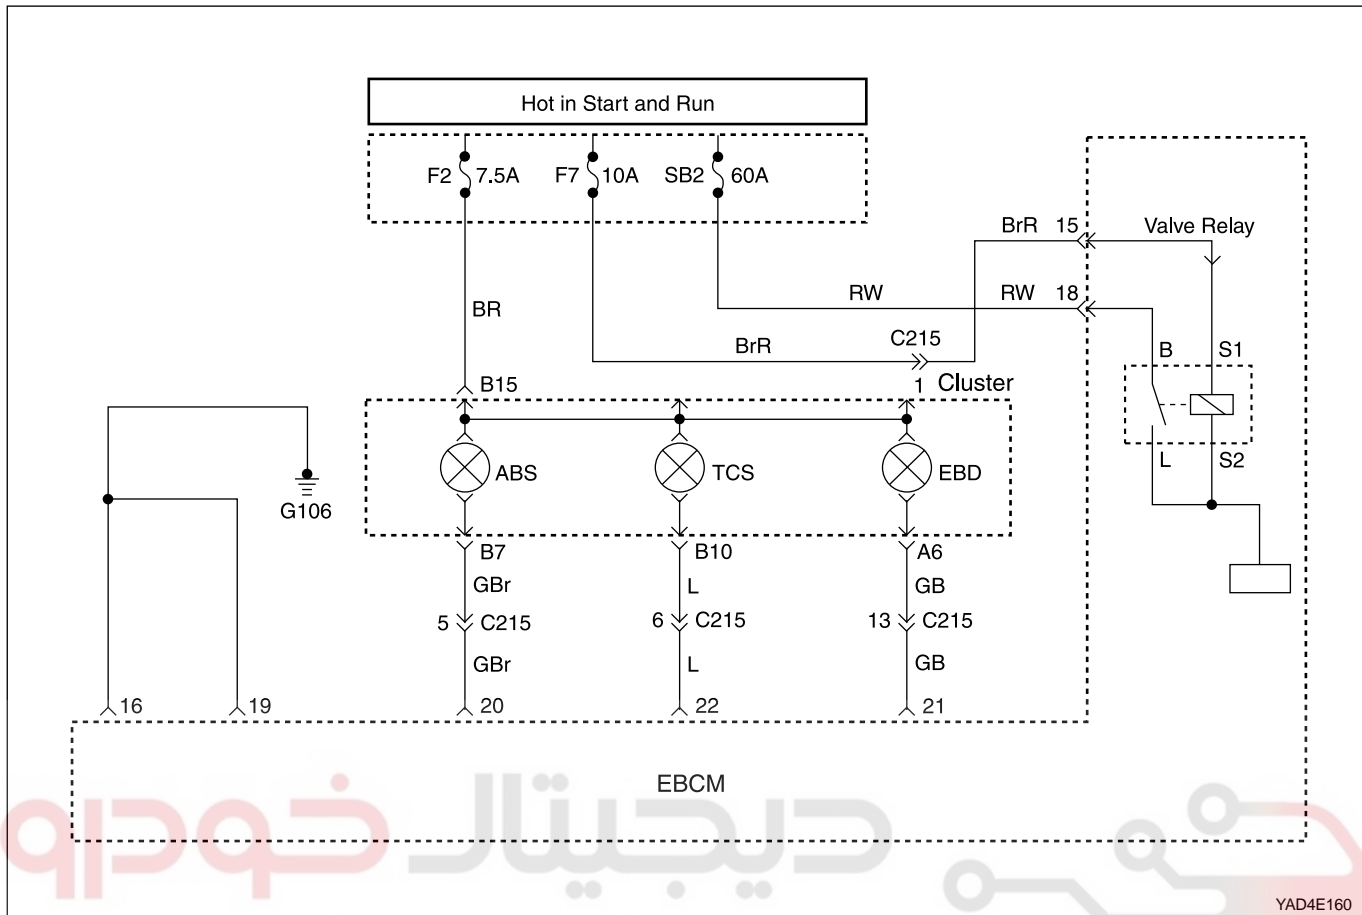 Hot in Start and Run
F2 7.5A F7 10A SB2 60A
BrR 15 Valve Relay
RW RW 18
BR
BrR C215 B S1
B15 1 Cluster
ABS TCS EBD L S2
G106
B7 B10 A6
GBr L GB
5 C215 6 C215 13 C215
GBr L GB
16 19 20 22 21
EBCM
دیجیتال خودرو
YAD4E160